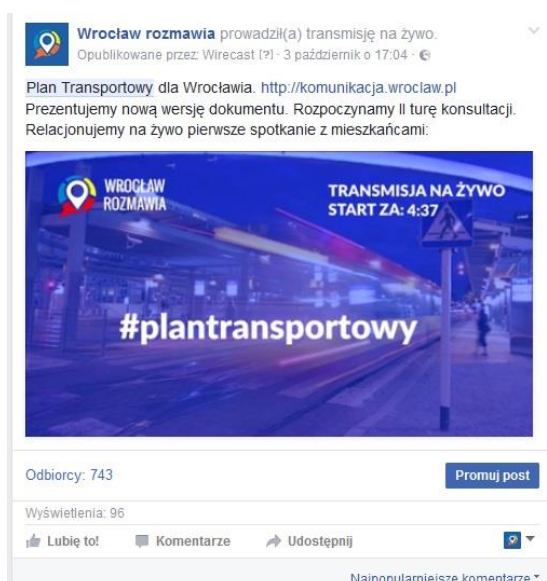 Wrocław rozmawia prowadził(a) transmisję na żywo.
Opublikowane przez: Wirecast [?] · 3 październik o 17:04 ·
Plan Transportowy dla Wrocławia. http://komunikacja.wroclaw.pl
Prezentujemy nową wersję dokumentu. Rozpoczynamy II turę konsultacji.
Relacjonujemy na żywo pierwsze spotkanie z mieszkańcami:
WROCŁAW
ROZMAWIA
TRANSMISJA NA ŻYWO
START ZA: 4:37
#plantransportowy
Odbiorcy: 743
Promuj post
Wyświetlenia: 96
Lubię to! Komentarze Udostępnij
Najpopularniejsze komentarze